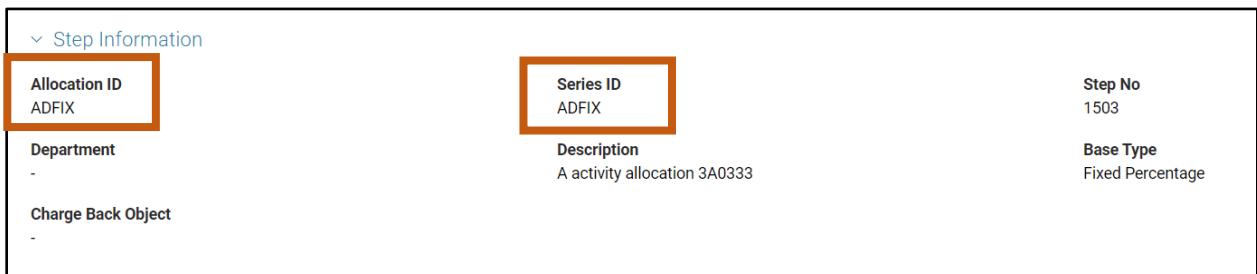 Step Information
Allocation ID Series ID Step No
ADFIX ADFIX 1503
Department Description Base Type
- A activity allocation 3A0333 Fixed Percentage
Charge Back Object
-